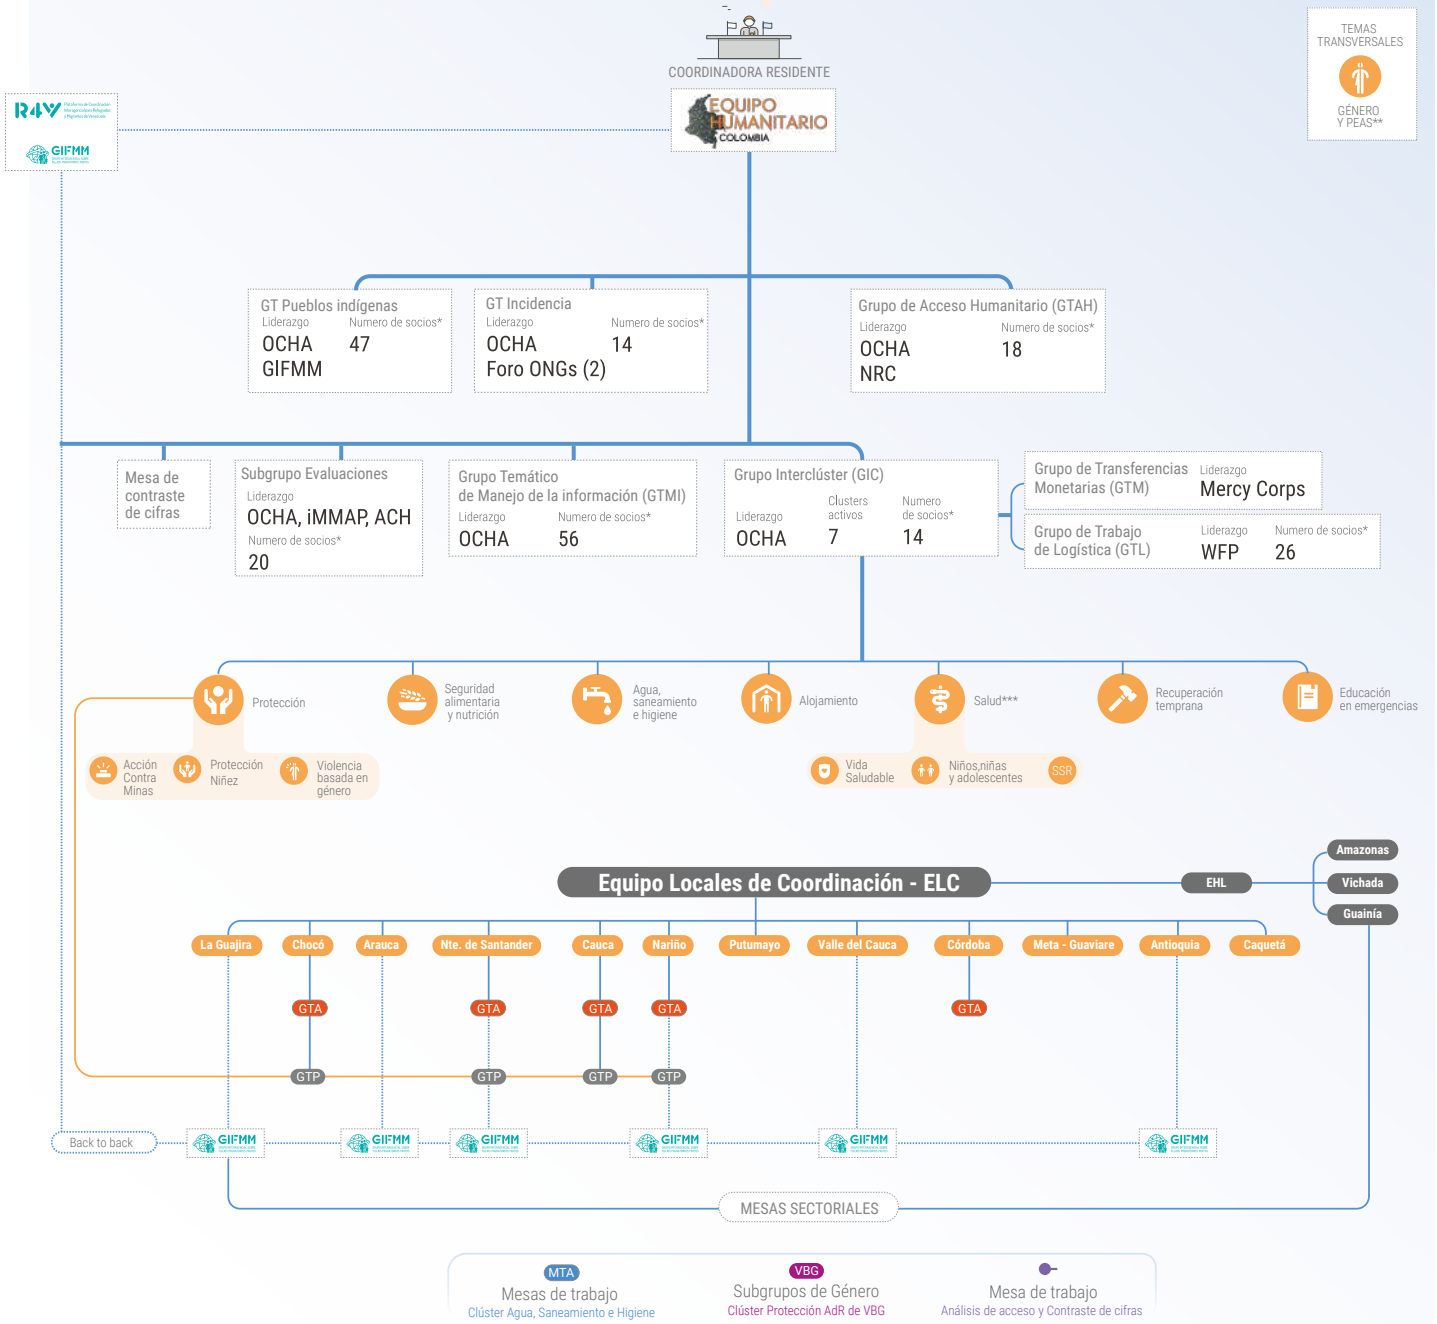 COORDINADORA RESIDENTE
EQUIPO
HUMANITARIO
COLOMBIA
TEMAS
TRANSVERSALES
GÉNERO
Y PEAS**
R4V
Plataforma de Coordinación
Interagencial para Refugiados
y Migrantes de Venezuela
GIFMM
GT Pueblos indígenas
Liderazgo
Numero de socios*
OCHA
47
GIFMM
GT Incidencia
Liderazgo
Numero de socios*
OCHA
14
Foro ONGs (2)
Grupo de Acceso Humanitario (GTAH)
Liderazgo
Numero de socios*
OCHA
18
NRC
Mesa de
contraste
de cifras
Subgrupo Evaluaciones
Liderazgo
OCHA, iMMAP, ACH
Numero de socios*
20
Grupo Temático
de Manejo de la información (GTMI)
Liderazgo
Numero de socios*
OCHA
56
Grupo Interclúster (GIC)
Liderazgo
Clusters
activos
Numero
de socios*
OCHA
7
14
Grupo de Transferencias
Monetarias (GTM)
Liderazgo
Mercy Corps
Grupo de Trabajo
de Logística (GTL)
Liderazgo
Numero de socios*
WFP
26
Protección
Seguridad
alimentaria
y nutrición
Agua,
saneamiento
e higiene
Alojamiento
Salud***
Recuperación
temprana
Educación
en emergencias
Acción
Contra
Minas
Protección
Niñez
Violencia
basada en
género
Vida
Saludable
Niños,niñas
y adolescentes
SSR
Equipo Locales de Coordinación - ELC
EHL
Amazonas
Vichada
Guainía
La Guajira
Chocó
Arauca
Nte. de Santander
Cauca
Nariño
Putumayo
Valle del Cauca
Córdoba
Meta - Guaviare
Antioquia
Caquetá
GTA
GTA
GTA
GTA
GTA
GTP
GTP
GTP
GTP
Back to back
GIFMM
GIFMM
GIFMM
GIFMM
GIFMM
GIFMM
MESAS SECTORIALES
MTA
Mesas de trabajo
Clúster Agua, Saneamiento e Higiene
VBG
Subgrupos de Género
Clúster Protección AdR de VBG
Mesa de trabajo
Análisis de acceso y Contraste de cifras